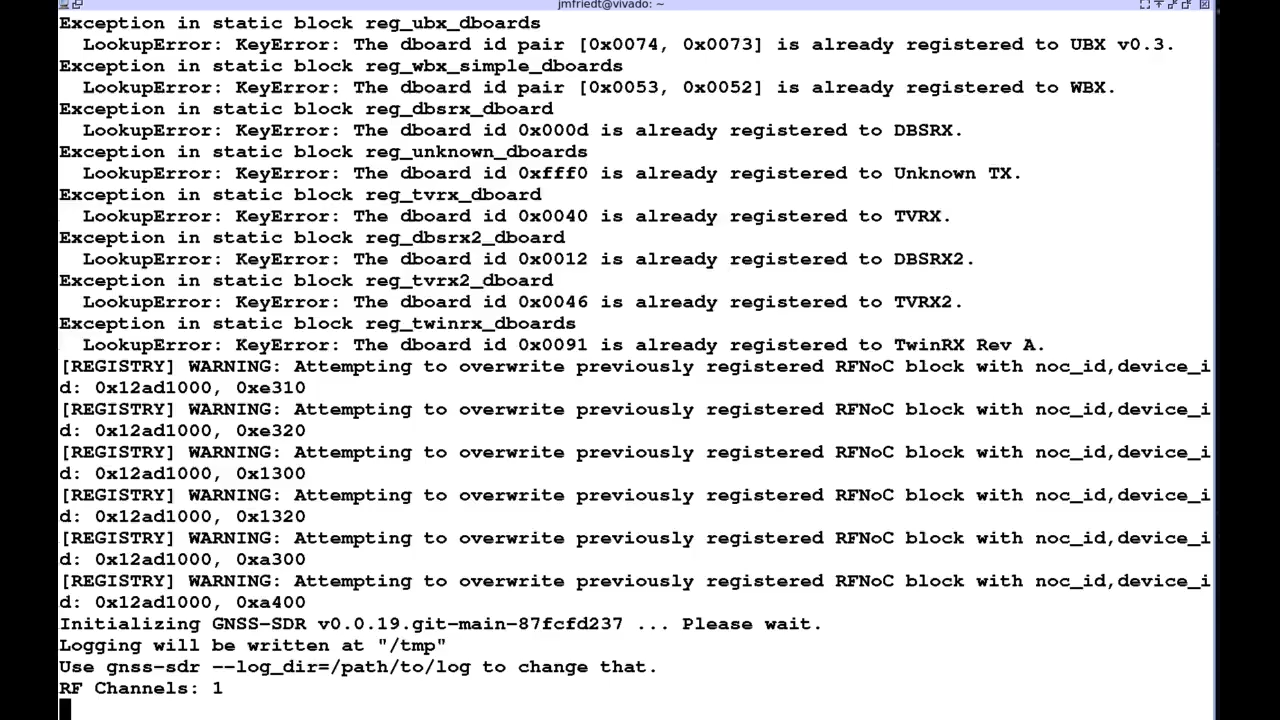 jmfriedt@vivado: ~
Exception in static block reg_ubx_dboards
LookupError: KeyError: The dboard id pair [0x0074, 0x0073] is already registered to UBX v0.3.
Exception in static block reg_wbx_simple_dboards
LookupError: KeyError: The dboard id pair [0x0053, 0x0052] is already registered to WBX.
Exception in static block reg_dbsrx_dboard
LookupError: KeyError: The dboard id 0x000d is already registered to DBSRX.
Exception in static block reg_unknown_dboards
LookupError: KeyError: The dboard id 0xfff0 is already registered to Unknown TX.
Exception in static block reg_tvrx_dboard
LookupError: KeyError: The dboard id 0x0040 is already registered to TVRX.
Exception in static block reg_dbsrx2_dboard
LookupError: KeyError: The dboard id 0x0012 is already registered to DBSRX2.
Exception in static block reg_tvrx2_dboard
LookupError: KeyError: The dboard id 0x0046 is already registered to TVRX2.
Exception in static block reg_twinrx_dboards
LookupError: KeyError: The dboard id 0x0091 is already registered to TwinRX Rev A.
[REGISTRY] WARNING: Attempting to overwrite previously registered RFNoC block with noc_id,device_i
d: 0x12ad1000, 0xe310
[REGISTRY] WARNING: Attempting to overwrite previously registered RFNoC block with noc_id,device_i
d: 0x12ad1000, 0xe320
[REGISTRY] WARNING: Attempting to overwrite previously registered RFNoC block with noc_id,device_i
d: 0x12ad1000, 0x1300
[REGISTRY] WARNING: Attempting to overwrite previously registered RFNoC block with noc_id,device_i
d: 0x12ad1000, 0x1320
[REGISTRY] WARNING: Attempting to overwrite previously registered RFNoC block with noc_id,device_i
d: 0x12ad1000, 0xa300
[REGISTRY] WARNING: Attempting to overwrite previously registered RFNoC block with noc_id,device_i
d: 0x12ad1000, 0xa400
Initializing GNSS-SDR v0.0.19.git-main-87fcfd237 ... Please wait.
Logging will be written at "/tmp"
Use gnss-sdr --log_dir=/path/to/log to change that.
RF Channels: 1